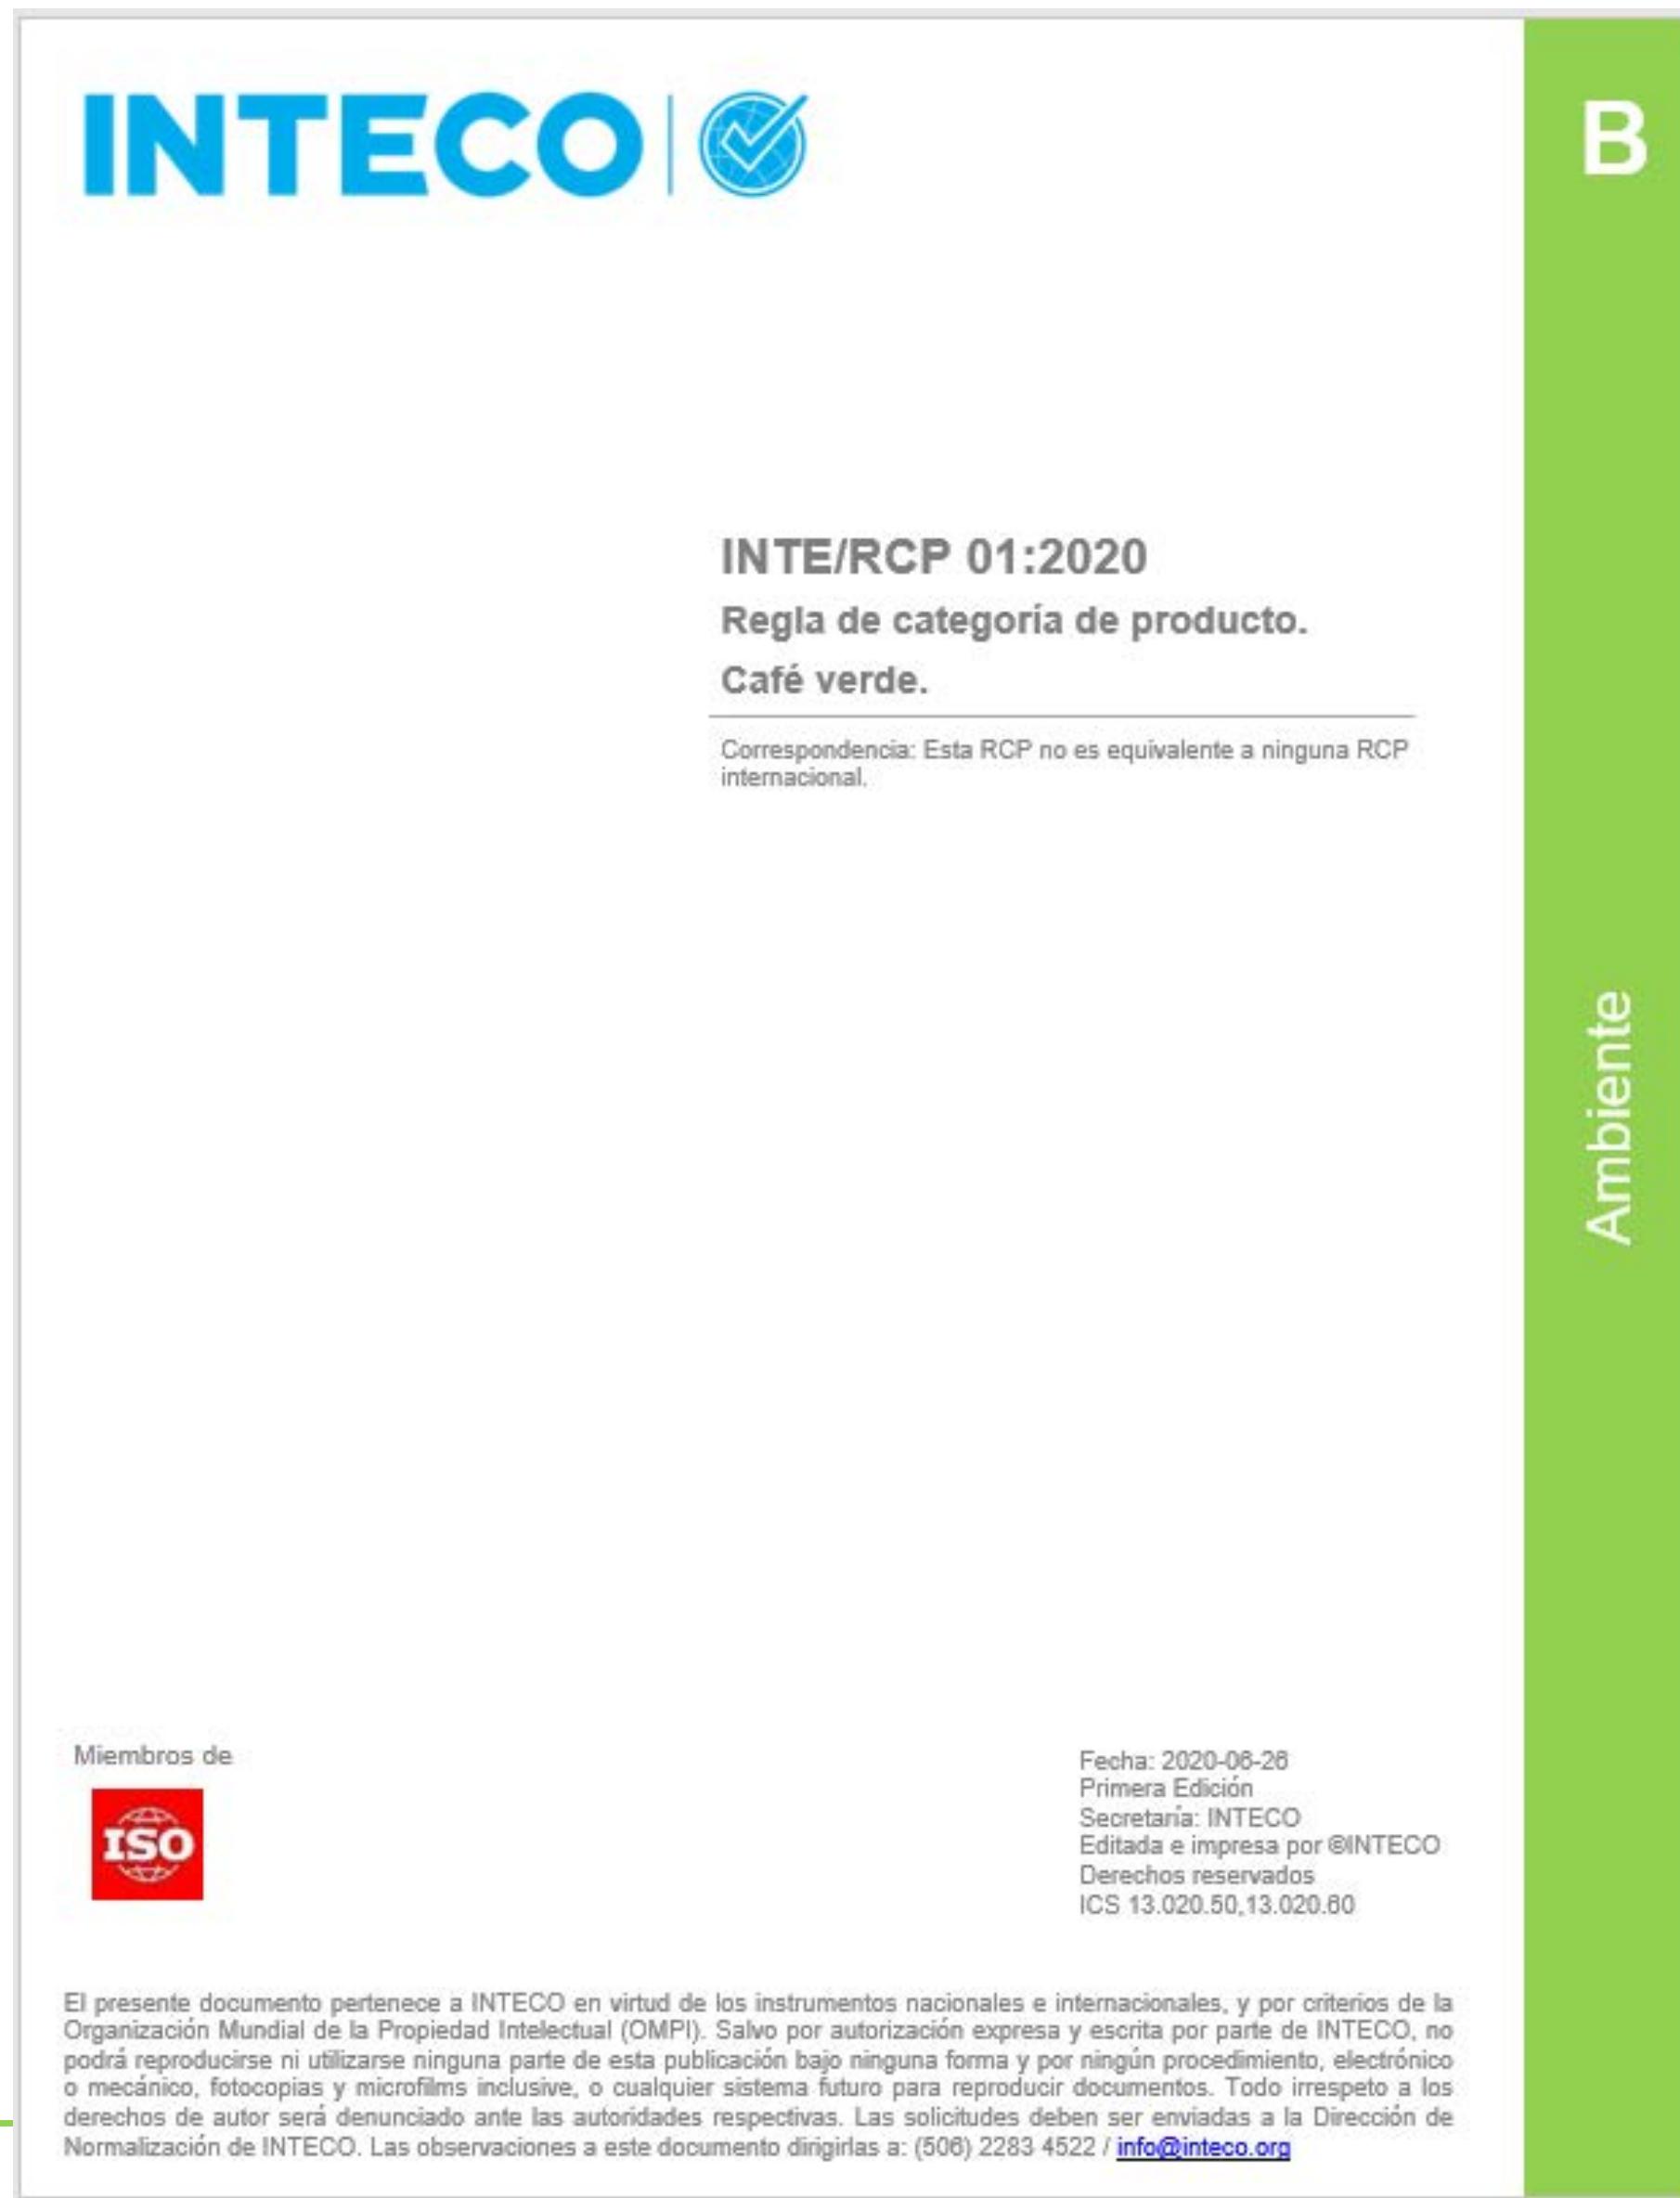 INTECO
B
INTE/RCP 01:2020
Regla de categoría de producto.
Café verde.
Correspondencia: Esta RCP no es equivalente a ninguna RCP
internacional.
Ambiente
Miembros de
ISO
Fecha: 2020-06-26
Primera Edición
Secretaría: INTECO
Editada e impresa por ©INTECO
Derechos reservados
ICS 13.020.50,13.020.60
El presente documento pertenece a INTECO en virtud de los instrumentos nacionales e internacionales, y por criterios de la
Organización Mundial de la Propiedad Intelectual (OMPI). Salvo por autorización expresa y escrita por parte de INTECO, no
podrá reproducirse ni utilizarse ninguna parte de esta publicación bajo ninguna forma y por ningún procedimiento, electrónico
o mecánico, fotocopias y microfilms inclusive, o cualquier sistema futuro para reproducir documentos. Todo irrespeto a los
derechos de autor será denunciado ante las autoridades respectivas. Las solicitudes deben ser enviadas a la Dirección de
Normalización de INTECO. Las observaciones a este documento dirigirlas a: (506) 2283 4522 / info@inteco.org